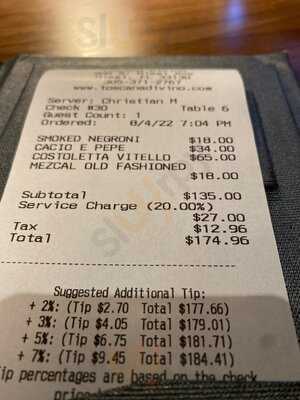 305-371-2767
www.toscanadivino.com
Server: Christian M
Check #30 Table 6
Guest Count: 1
Ordered: 8/4/22 7:04 PM
SMOKED NEGRONI $18.00
CACIO E PEPE $34.00
COSTOLETTA VITELLO $65.00
MEZCAL OLD FASHIONED
$18.00
Subtotal $135.00
Service Charge (20.00%)
$27.00
Tax $12.96
Total $174.96
Suggested Additional Tip:
+ 2%: (Tip $2.70 Total $177.66)
+ 3%: (Tip $4.05 Total $179.01)
+ 5%: (Tip $6.75 Total $181.71)
+ 7%: (Tip $9.45 Total $184.41)
ip percentages are based on the check